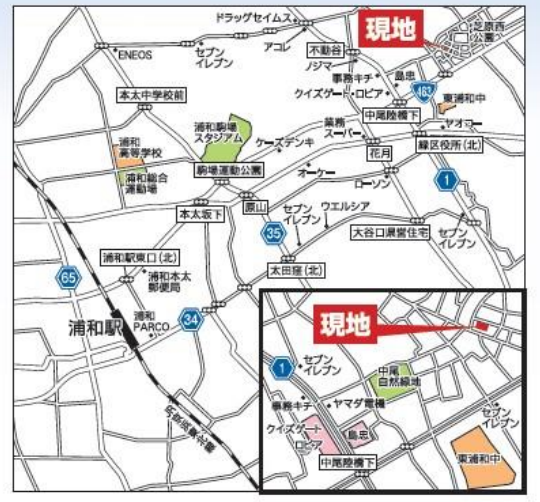 ドラッグセイムス
アコレ
セブン
イレブン
ENEOS
不動谷
ノジマ
現地
芝原西
公園
事務キチ
島忠
クイズゲート
ロピア
463
中尾陸橋下
東浦和中
本太中学校前
浦和駒場
スタジアム
業務
スーパー
ヤオコー
浦和
高等学校
ケーズデンキ
花月
緑区役所(北)
浦和総合
運動場
駒場運動公園
オーケー
ローソン
1
原山
本太坂下
セブン
イレブン
ウエルシア
35
大谷口県営住宅
セブン
イレブン
浦和駅東口(北)
太田窪(北)
65
浦和本太
郵便局
浦和駅
浦和
PARCO
34
現地
1
セブン
イレブン
中尾
自然緑地
事務キチ
ヤマダ電機
クイズゲート
ロピア
島忠
セブン
イレブン
中尾陸橋下
東浦和中